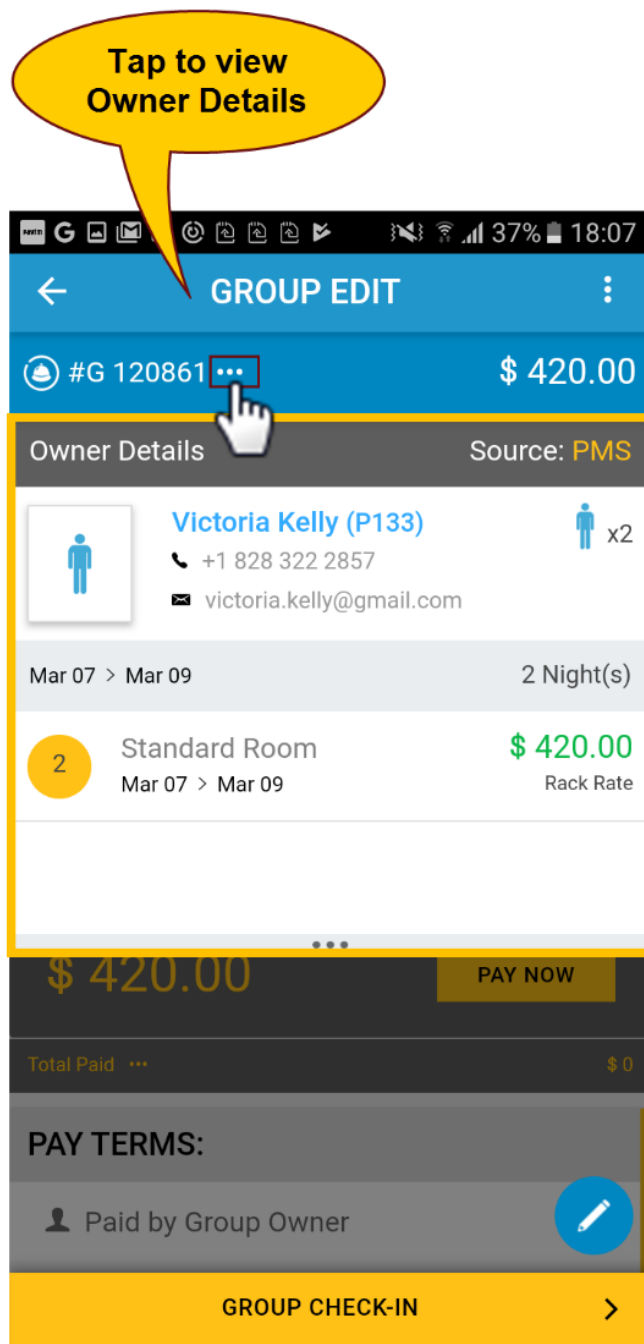 Tap to view
Owner Details
37% 18:07
GROUP EDIT
#G 120861 ••• $ 420.00
Owner Details Source: PMS
Victoria Kelly (P133) x2
+1 828 322 2857
victoria.kelly@gmail.com
Mar 07 > Mar 09 2 Night(s)
2 Standard Room $ 420.00
Mar 07 > Mar 09 Rack Rate
$ 420.00 PAY NOW
Total Paid ••• $ 0
PAY TERMS:
Paid by Group Owner
GROUP CHECK-IN >